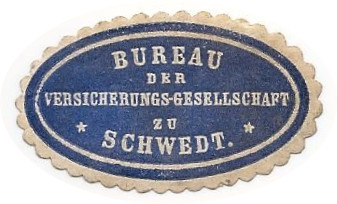 BUREAU
DER
VERSICHERUNGS-GESELLSCHAFT
ZU
* SCHWEDT. *